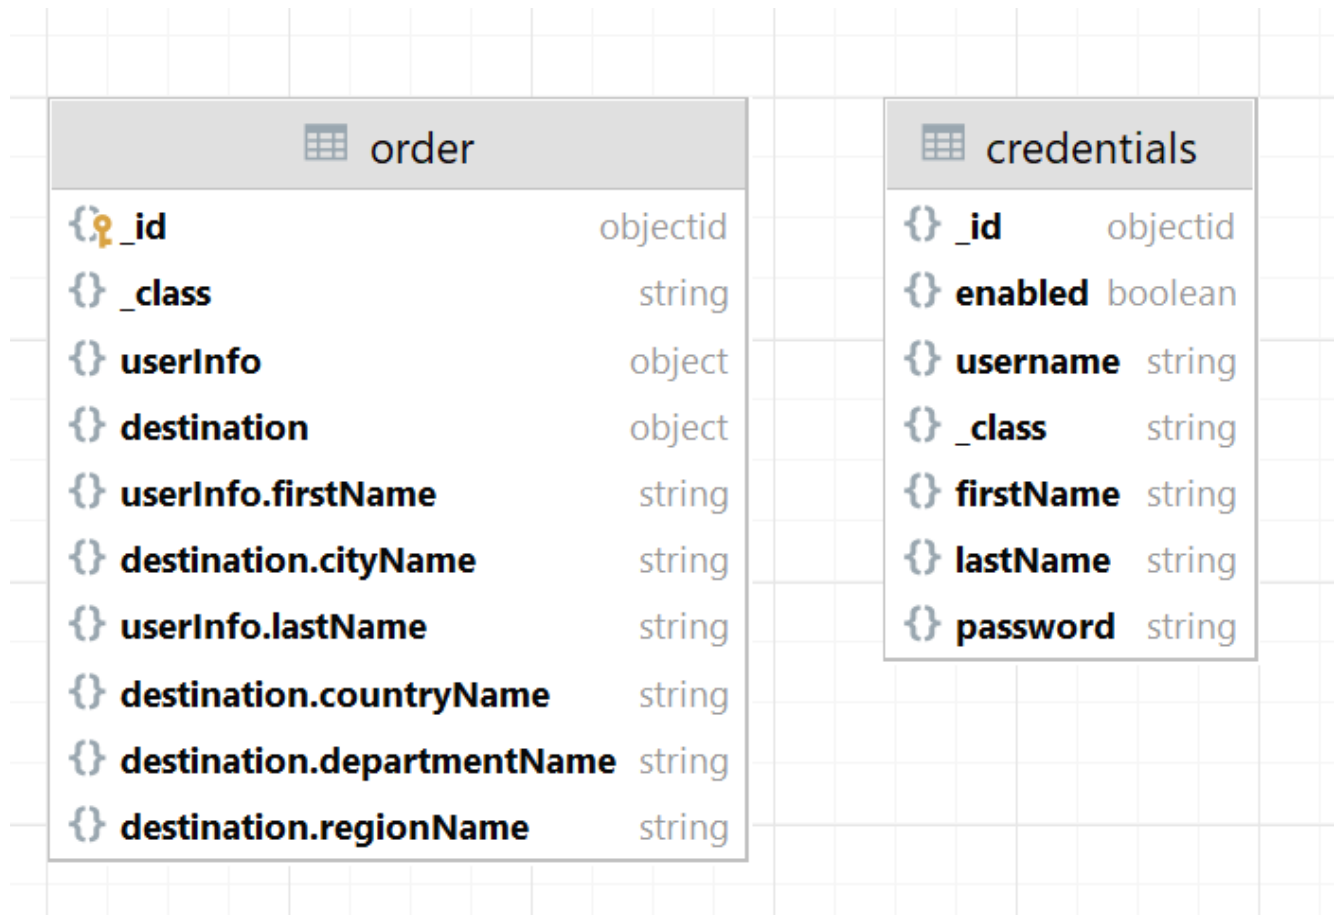 order
_id objectid
_class string
userInfo object
destination object
userInfo.firstName string
destination.cityName string
userInfo.lastName string
destination.countryName string
destination.departmentName string
destination.regionName string
credentials
_id objectid
enabled boolean
username string
_class string
firstName string
lastName string
password string